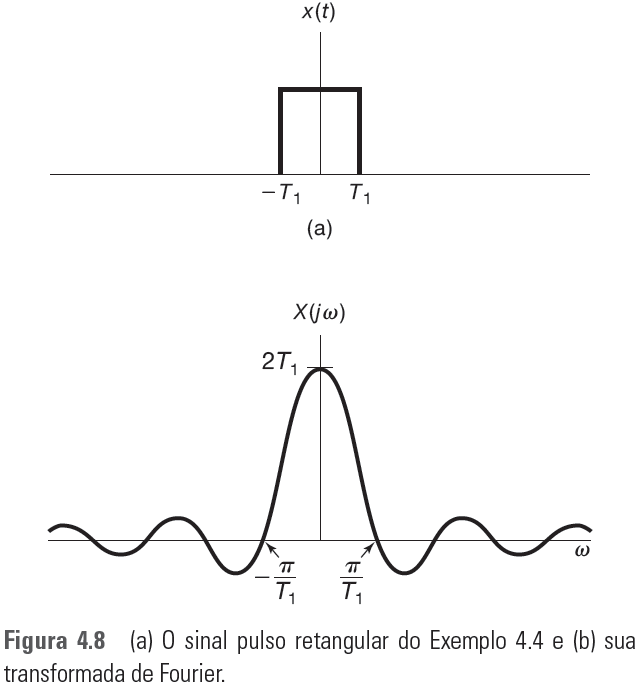 x(t)
−T₁ T₁
(a)
X(jω)
2T₁
−π/T₁ π/T₁ ω
Figura 4.8 (a) O sinal pulso retangular do Exemplo 4.4 e (b) sua
transformada de Fourier.